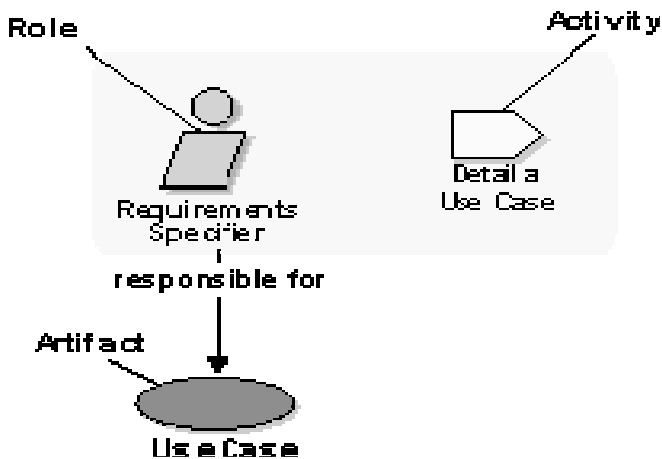 Role
Activity
Requirements
Specifier
Detail a
Use Case
responsible for
Artifact
Use Case